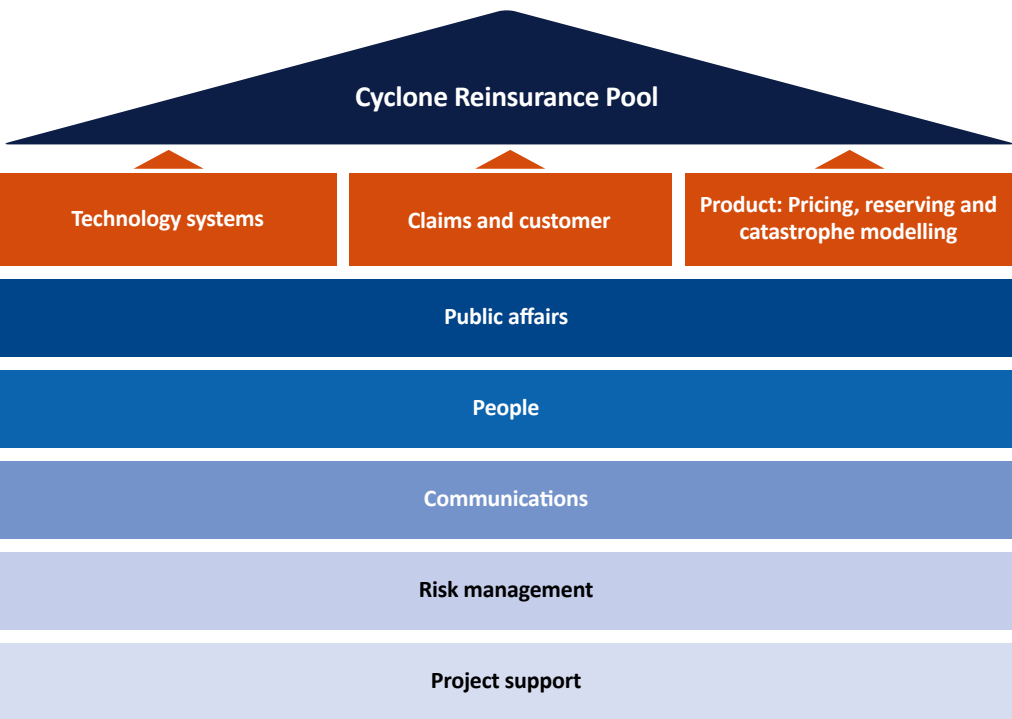 Cyclone Reinsurance Pool
Technology systems
Claims and customer
Product: Pricing, reserving and
catastrophe modelling
Public affairs
People
Communications
Risk management
Project support